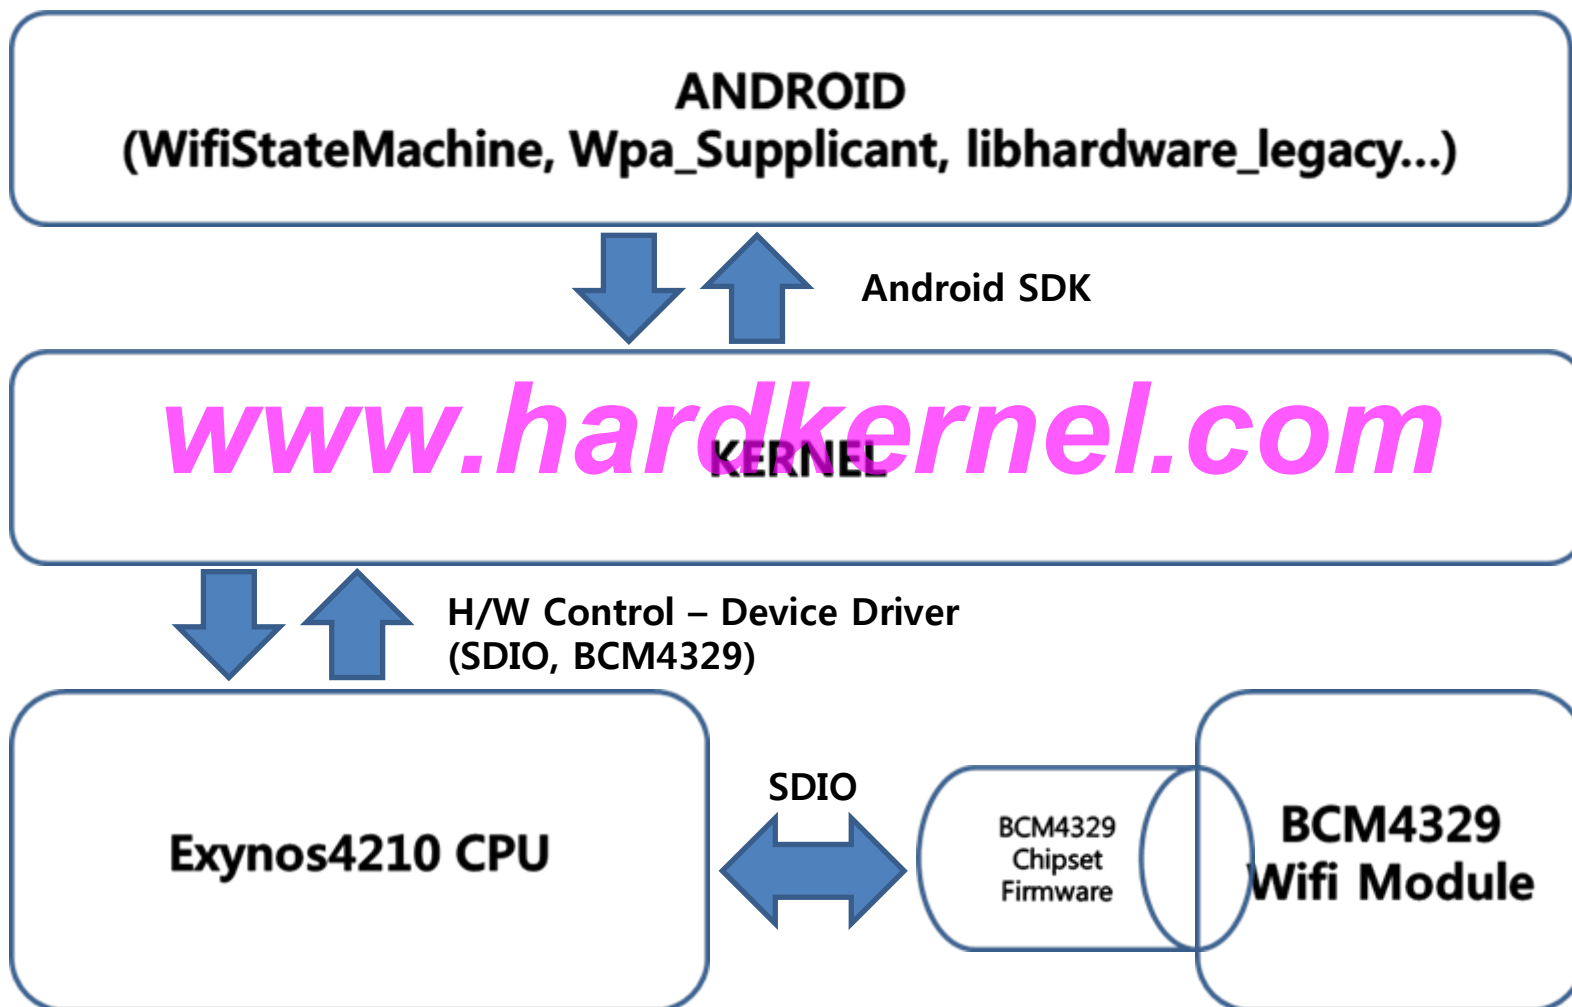 ANDROID
(WifiStateMachine, Wpa_Supplicant, libhardware_legacy...)
Android SDK
www.hardkernel.com
KERNEL
H/W Control – Device Driver
(SDIO, BCM4329)
Exynos4210 CPU
SDIO
BCM4329
Chipset
Firmware
BCM4329
Wifi Module